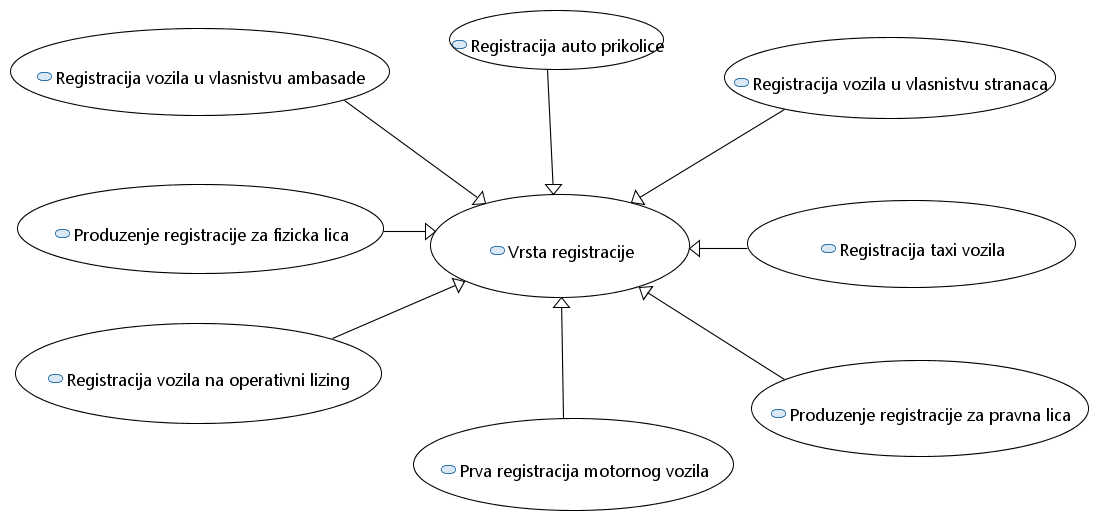 Registracija auto prikolice
Registracija vozila u vlasnistvu ambasade
Registracija vozila u vlasnistvu stranaca
Produzenje registracije za fizicka lica
Vrsta registracije
Registracija taxi vozila
Registracija vozila na operativni lizing
Produzenje registracije za pravna lica
Prva registracija motornog vozila